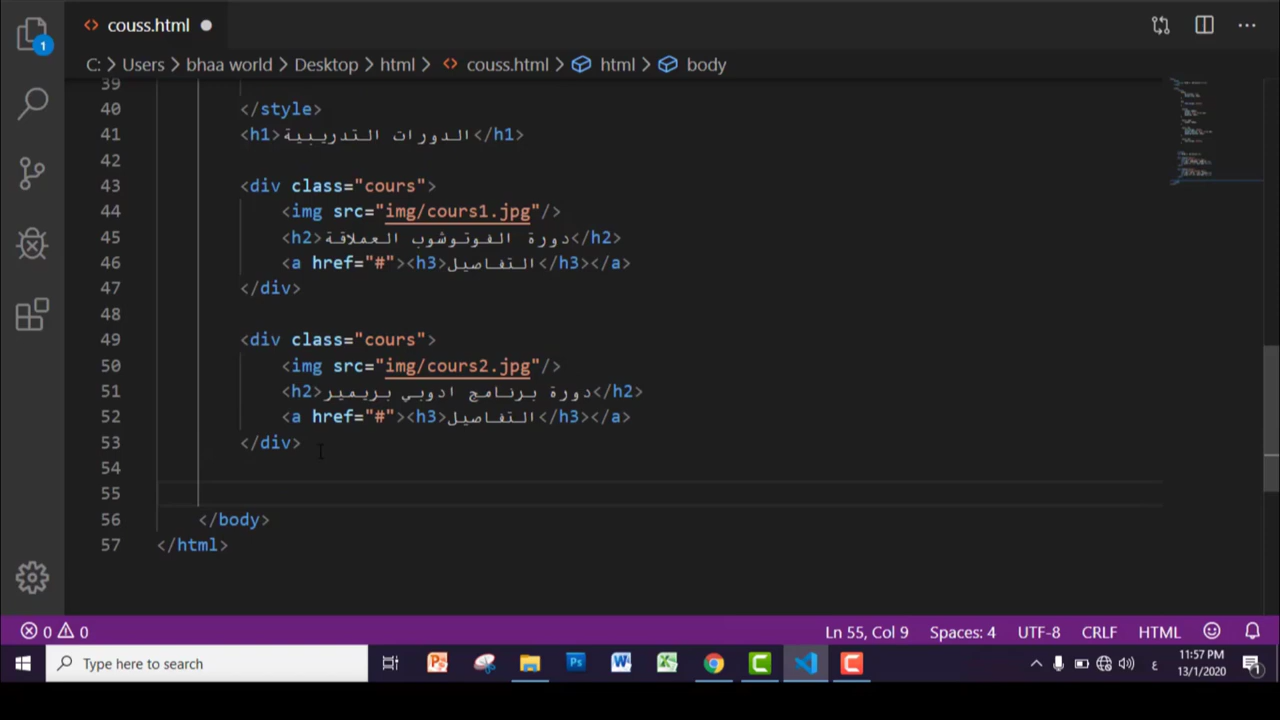 couss.html
C: > Users > bhaa world > Desktop > html > couss.html > html > body
1
39
40 </style>
41 <h1>الدورات التدريبية</h1>
42
43 <div class="cours">
44 <img src="img/cours1.jpg"/>
45 <h2>دورة الفوتوشوب العملاقة</h2>
46 <a href="#"><h3>التفاصيل</h3></a>
47 </div>
48
49 <div class="cours">
50 <img src="img/cours2.jpg"/>
51 <h2>دورة برنامج ادوبي بريمير</h2>
52 <a href="#"><h3>التفاصيل</h3></a>
53 </div>
54
55
56 </body>
57 </html>
0 0 Ln 55, Col 9 Spaces: 4 UTF-8 CRLF HTML
Type here to search ع 11:57 PM
13/1/2020